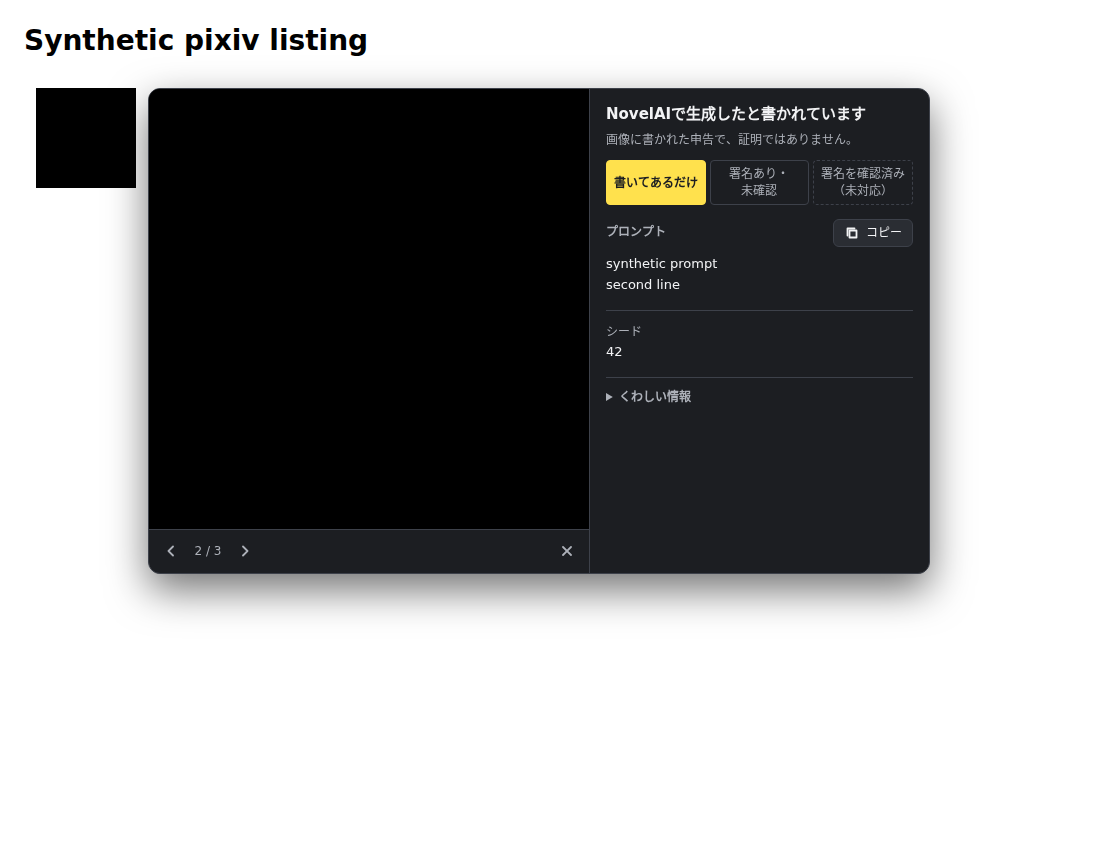 Synthetic pixiv listing
NovelAIで生成したと書かれています
画像に書かれた申告で、証明ではありません。
書いてあるだけ
署名あり・
未確認
署名を確認済み
（未対応）
プロンプト
コピー
synthetic prompt
second line
シード
42
くわしい情報
2 / 3